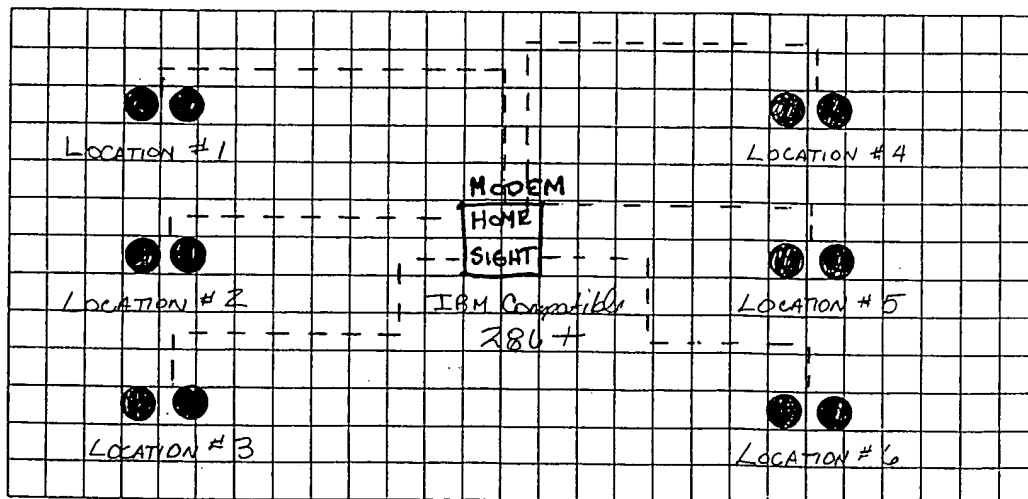 LOCATION #1
LOCATION #4
MODEM
HOME
SIGHT
LOCATION #2
IBM Compatible
286 +
LOCATION #5
LOCATION #3
LOCATION #6